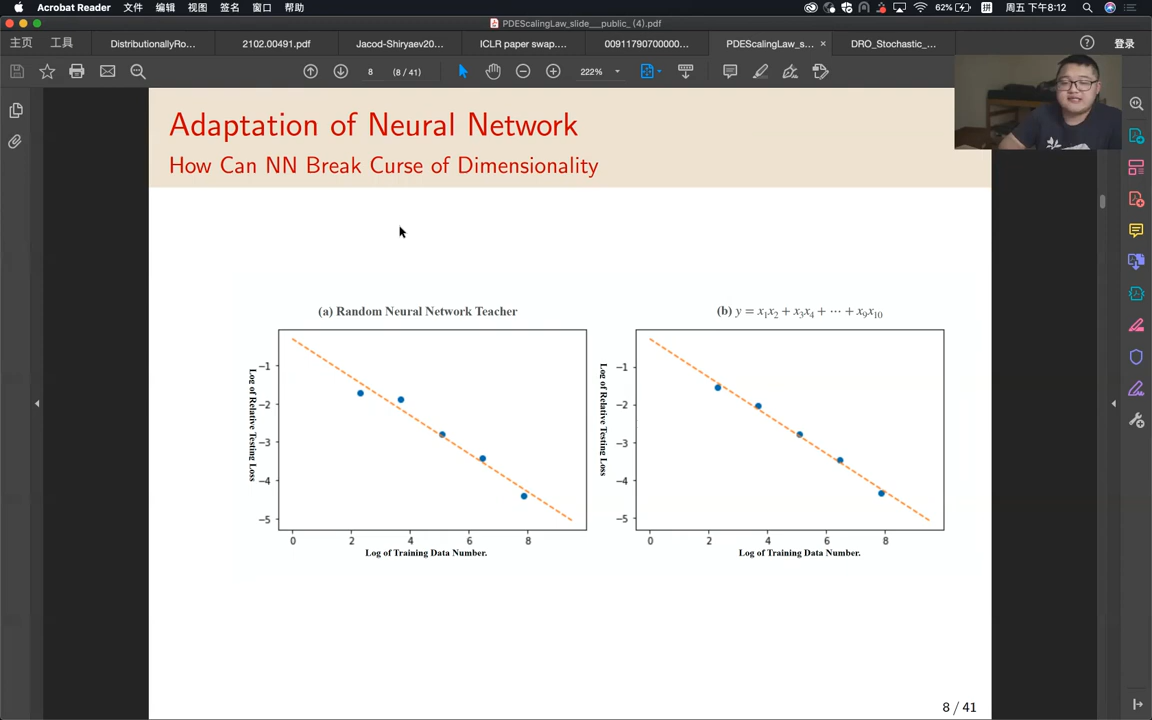 Acrobat Reader 文件 编辑 视图 签名 窗口 帮助 62% 拼 周五 下午8:12
PDEScalingLaw_slide___public_ (4).pdf
主页 工具 DistributionallyRo... 2102.00491.pdf Jacod-Shiryaev20... ICLR paper swap.... 00911790700000... PDEScalingLaw_s... × DRO_Stochastic_... 登录
8 (8 / 41) 222%
Adaptation of Neural Network
How Can NN Break Curse of Dimensionality
(a) Random Neural Network Teacher
Log of Relative Testing Loss
−1
−2
−3
−4
−5
0 2 4 6 8
Log of Training Data Number.
(b) y = x₁x₂ + x₃x₄ + ⋯ + x₉x₁₀
Log of Relative Testing Loss
−1
−2
−3
−4
−5
0 2 4 6 8
Log of Training Data Number.
8 / 41